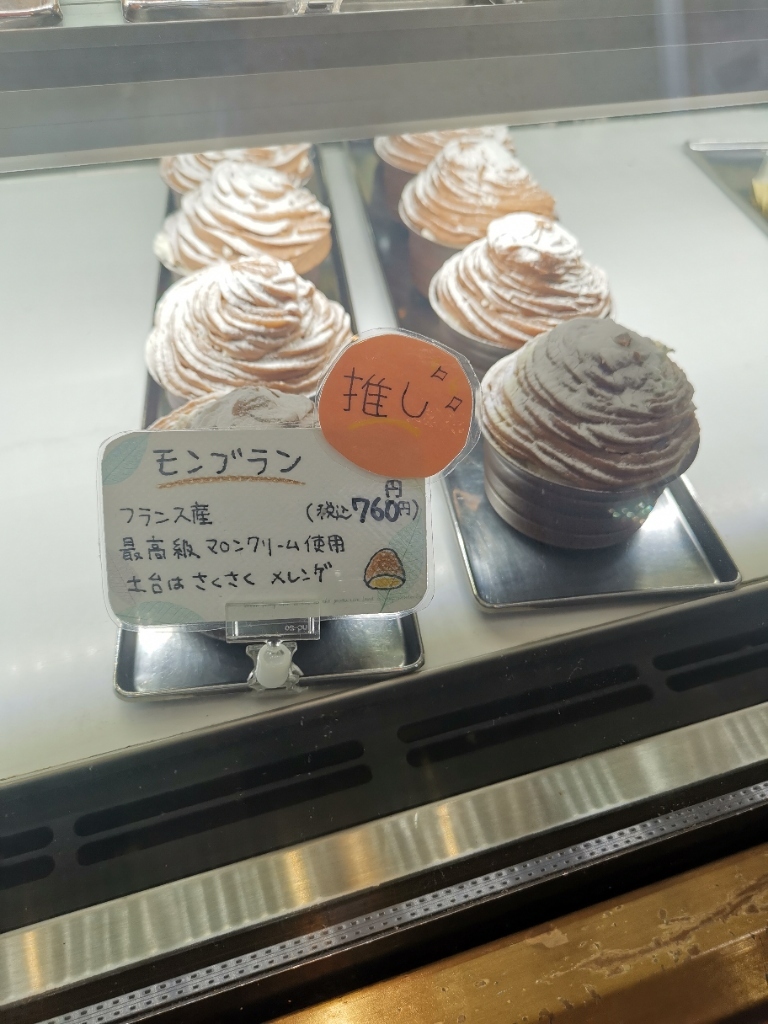 推し
モンブラン
円
フランス産 (税込760円)
最高級マロンクリーム使用
土台はさくさくメレンゲ